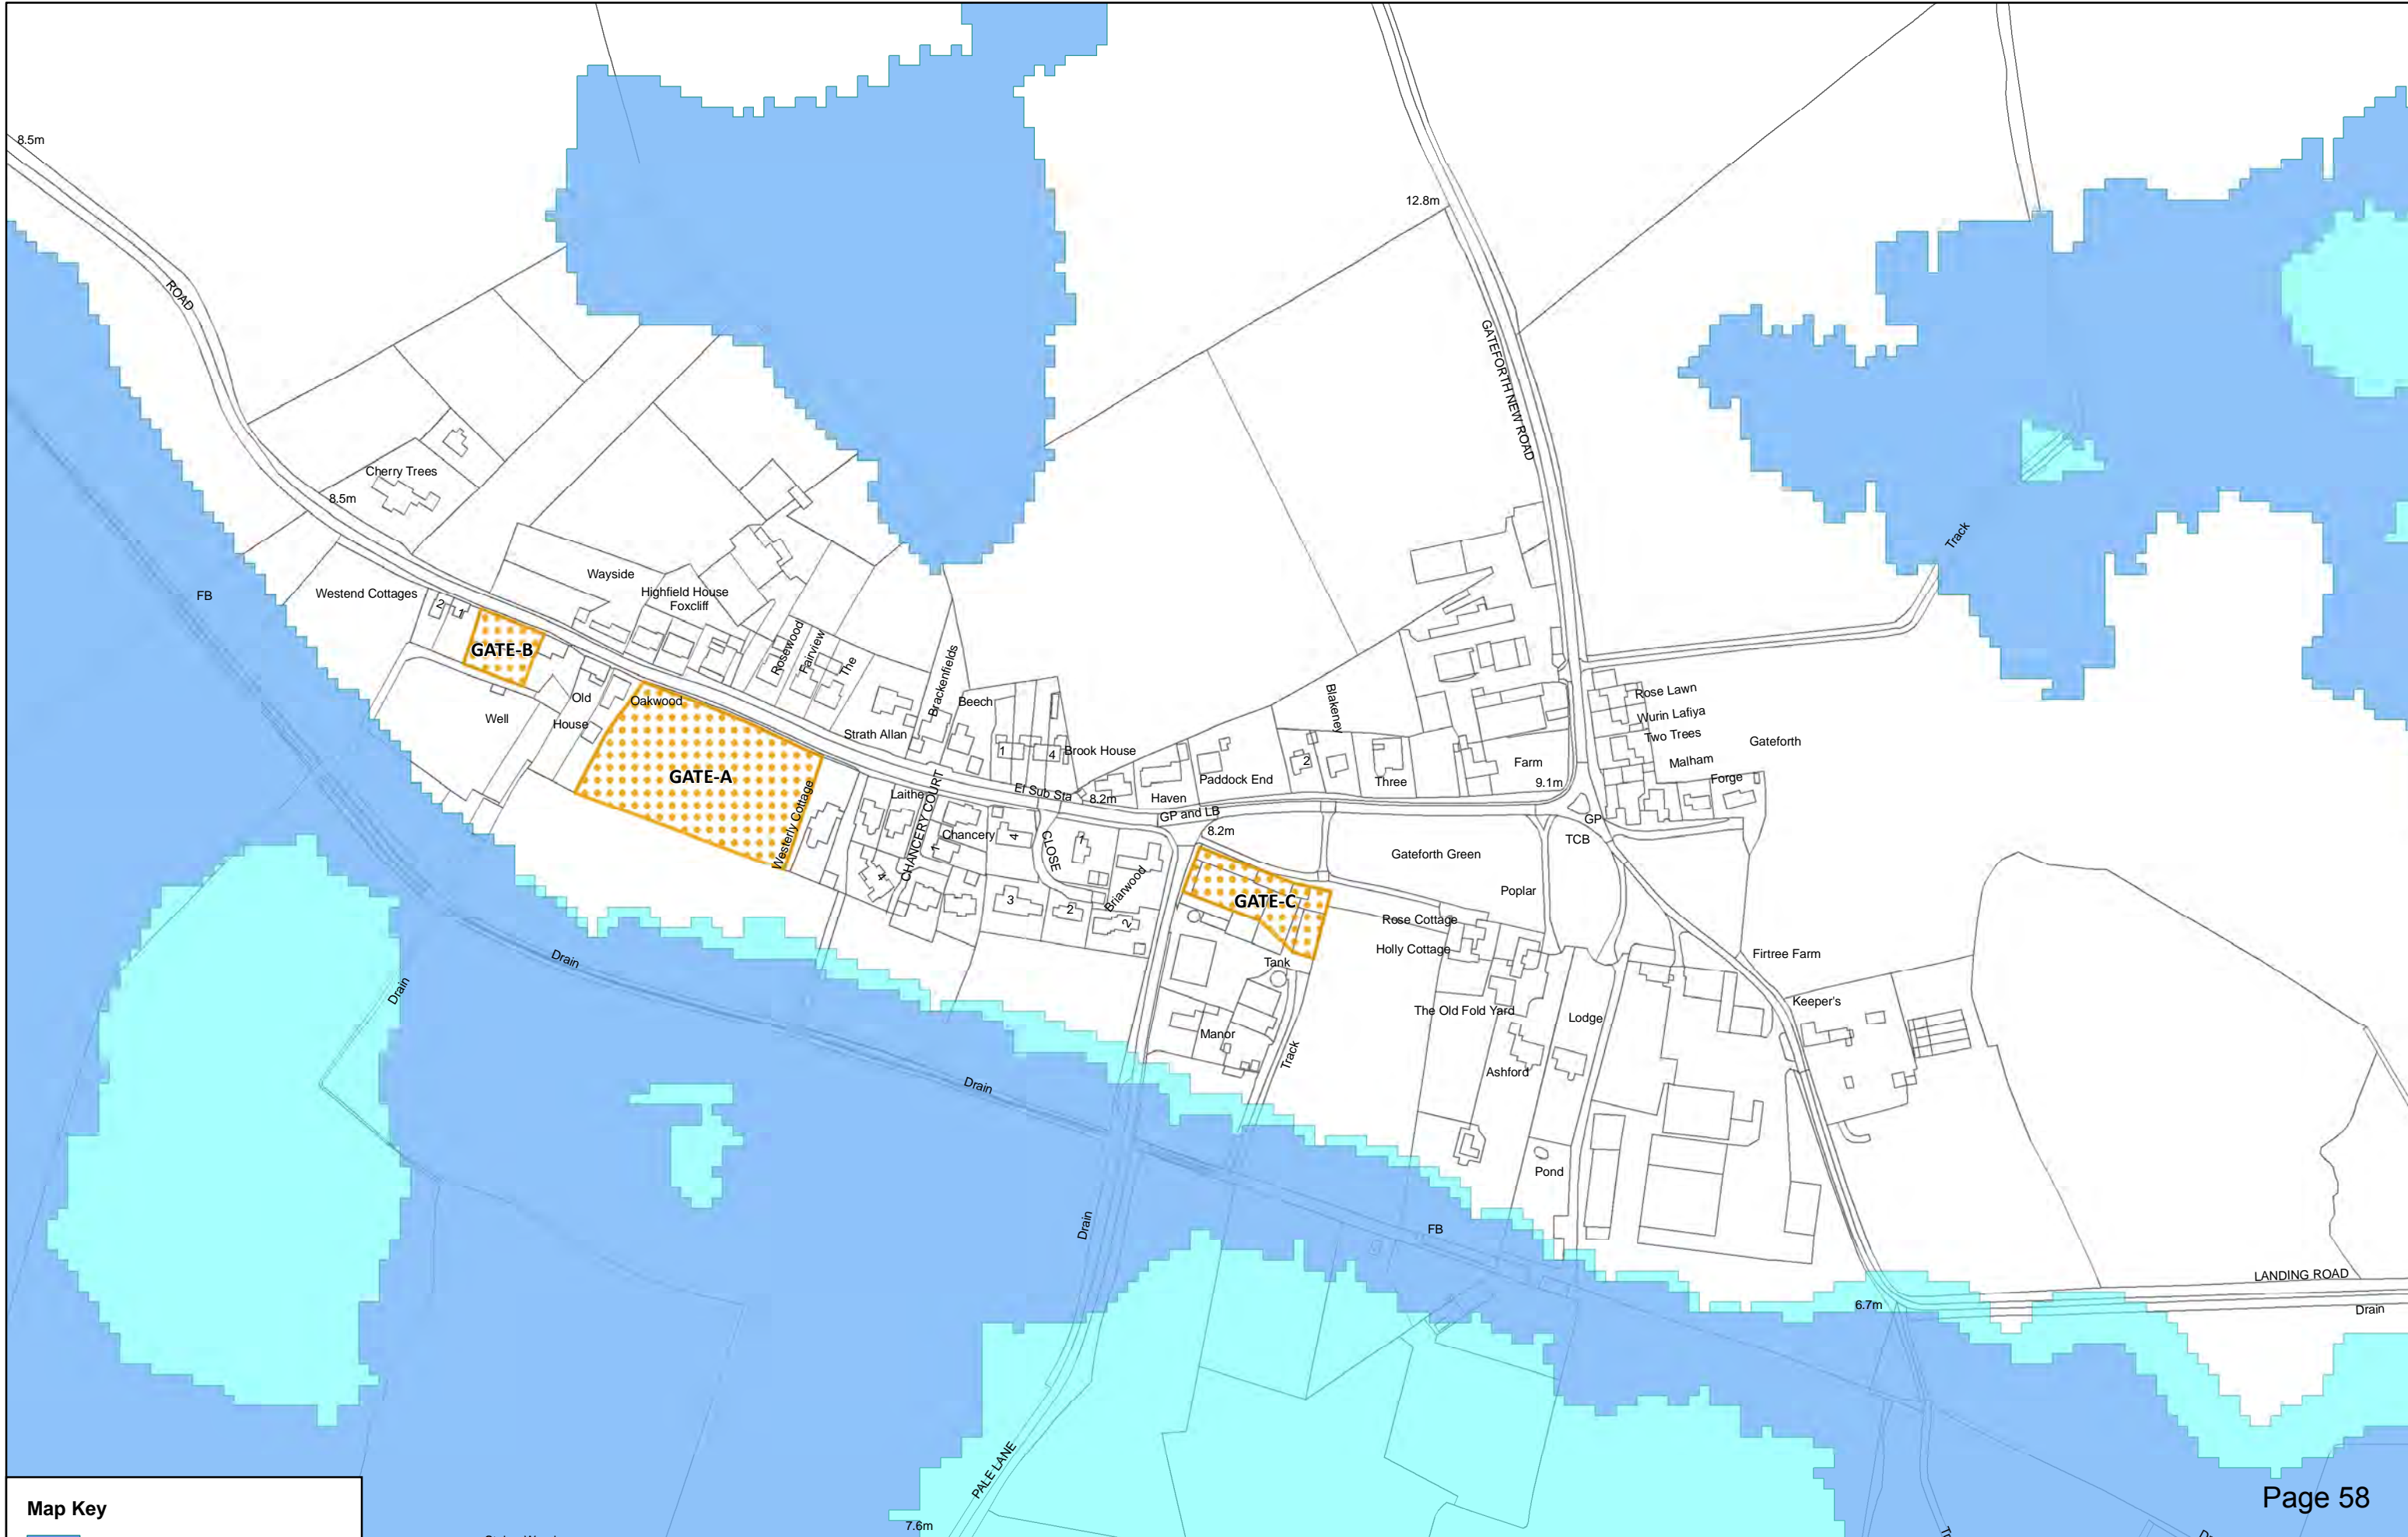 8.5m
ROAD
12.8m
GATEFORTH NEW ROAD
Cherry Trees
8.5m
Track
FB
Westend Cottages
2
1
Wayside
Highfield House
Foxcliff
Rosewood
Fairview
The
GATE-B
Well
Old
House
Oakwood
GATE-A
Westerly Cottage
Strath Allan
Brackenfields
Beech
1
4
Brook House
Laithe
CHANCERY COURT
El Sub Sta
8.2m
Haven
Paddock End
2
Blakeney
Three
Farm
9.1m
Rose Lawn
Wurin Lafiya
Two Trees
Malham
Forge
Gateforth
GP and LB
8.2m
GP
TCB
Chancery
1
4
4
CLOSE
1
Briarwood
3
2
2
GATE-C
Gateforth Green
Poplar
Rose Cottage
Holly Cottage
Tank
The Old Fold Yard
Lodge
Manor
Track
Ashford
Firtree Farm
Keeper's
Pond
Drain
Drain
Drain
Drain
FB
LANDING ROAD
6.7m
Drain
PALE LANE
7.6m
Map Key
Page 58